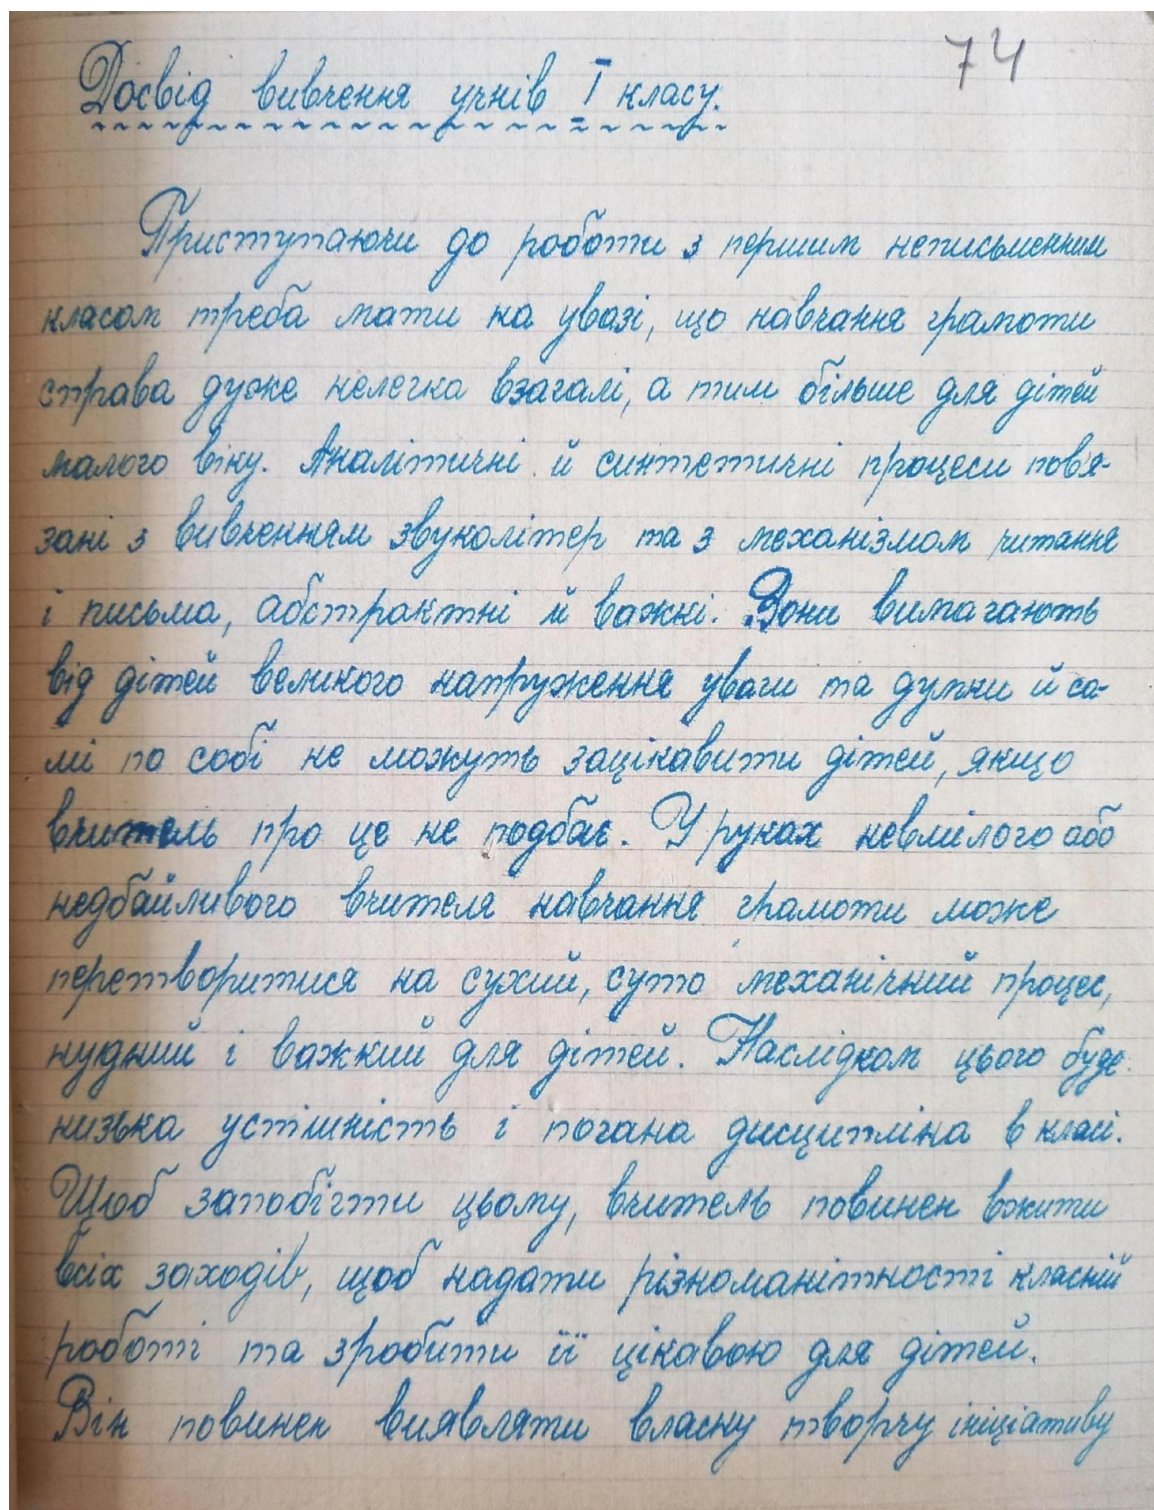 74
Досвід вивчення учнів I класу.
Приступаючи до роботи з першим неписьменним
класом треба мати на увазі, що навчання грамоти
справа дуже нелегка взагалі, а тим більше для дітей
малого віку. Аналітичні й синтетичні процеси повʼя-
зані з вивченням звуколітер та з механізмом читання
і письма, абстрактні й важкі. Вони вимагають
від дітей великого напруження уваги та думки й са-
мі по собі не можуть зацікавити дітей, якщо
вчитель про це не подбає. У руках невмілого або
недбайливого вчителя навчання грамоти може
перетворитися на сухий, суто механічний процес,
нудний і важкий для дітей. Наслідком цього буде
низька успішність і погана дисципліна в класі.
Щоб запобігти цьому, вчитель повинен вжити
всіх заходів, щоб надати різноманітності класній
роботі та зробити її цікавою для дітей.
Він повинен виявляти власну творчу ініціативу